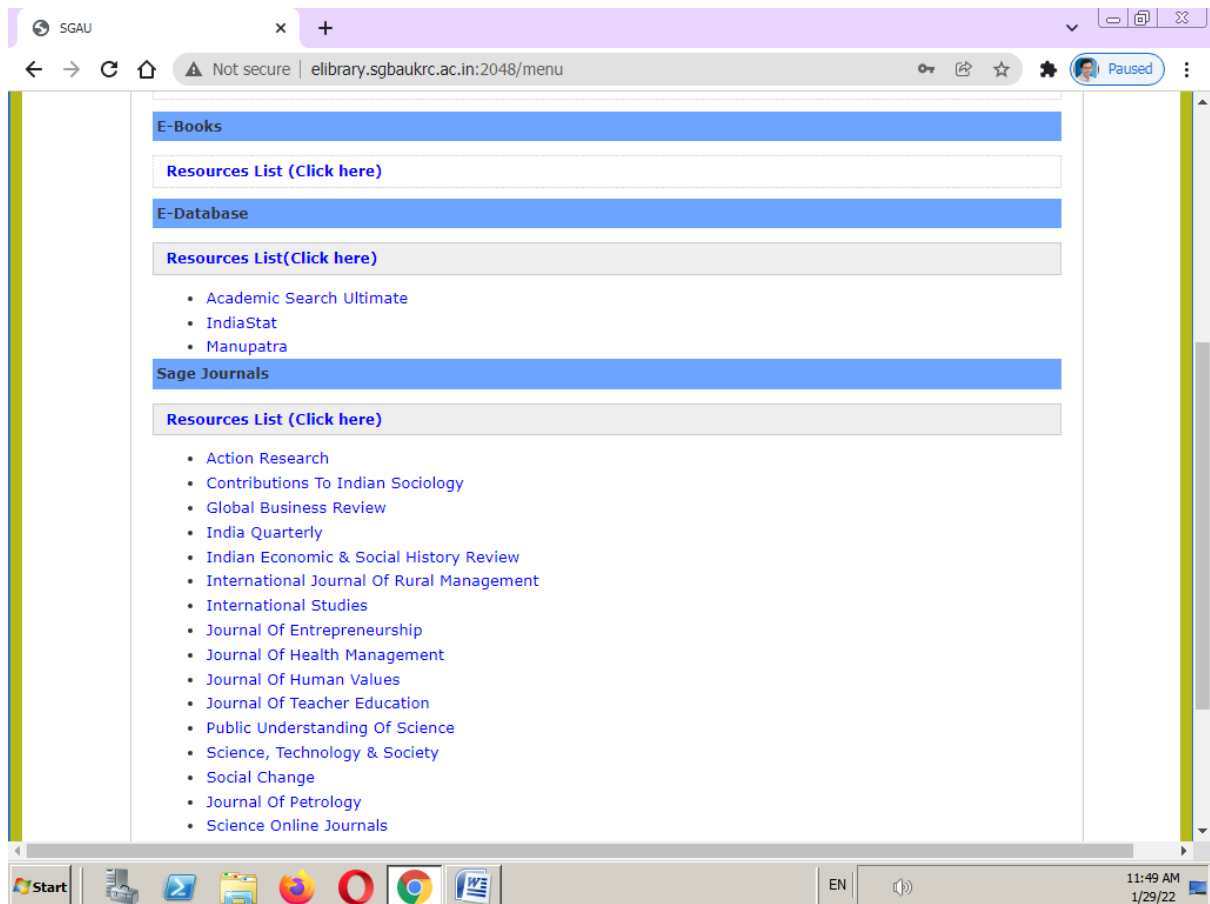 SGAU
Not secure | elibrary.sgbaukrc.ac.in:2048/menu
Paused
E-Books
Resources List (Click here)
E-Database
Resources List(Click here)
• Academic Search Ultimate
• IndiaStat
• Manupatra
Sage Journals
Resources List (Click here)
• Action Research
• Contributions To Indian Sociology
• Global Business Review
• India Quarterly
• Indian Economic & Social History Review
• International Journal Of Rural Management
• International Studies
• Journal Of Entrepreneurship
• Journal Of Health Management
• Journal Of Human Values
• Journal Of Teacher Education
• Public Understanding Of Science
• Science, Technology & Society
• Social Change
• Journal Of Petrology
• Science Online Journals
Start
EN
11:49 AM
1/29/22